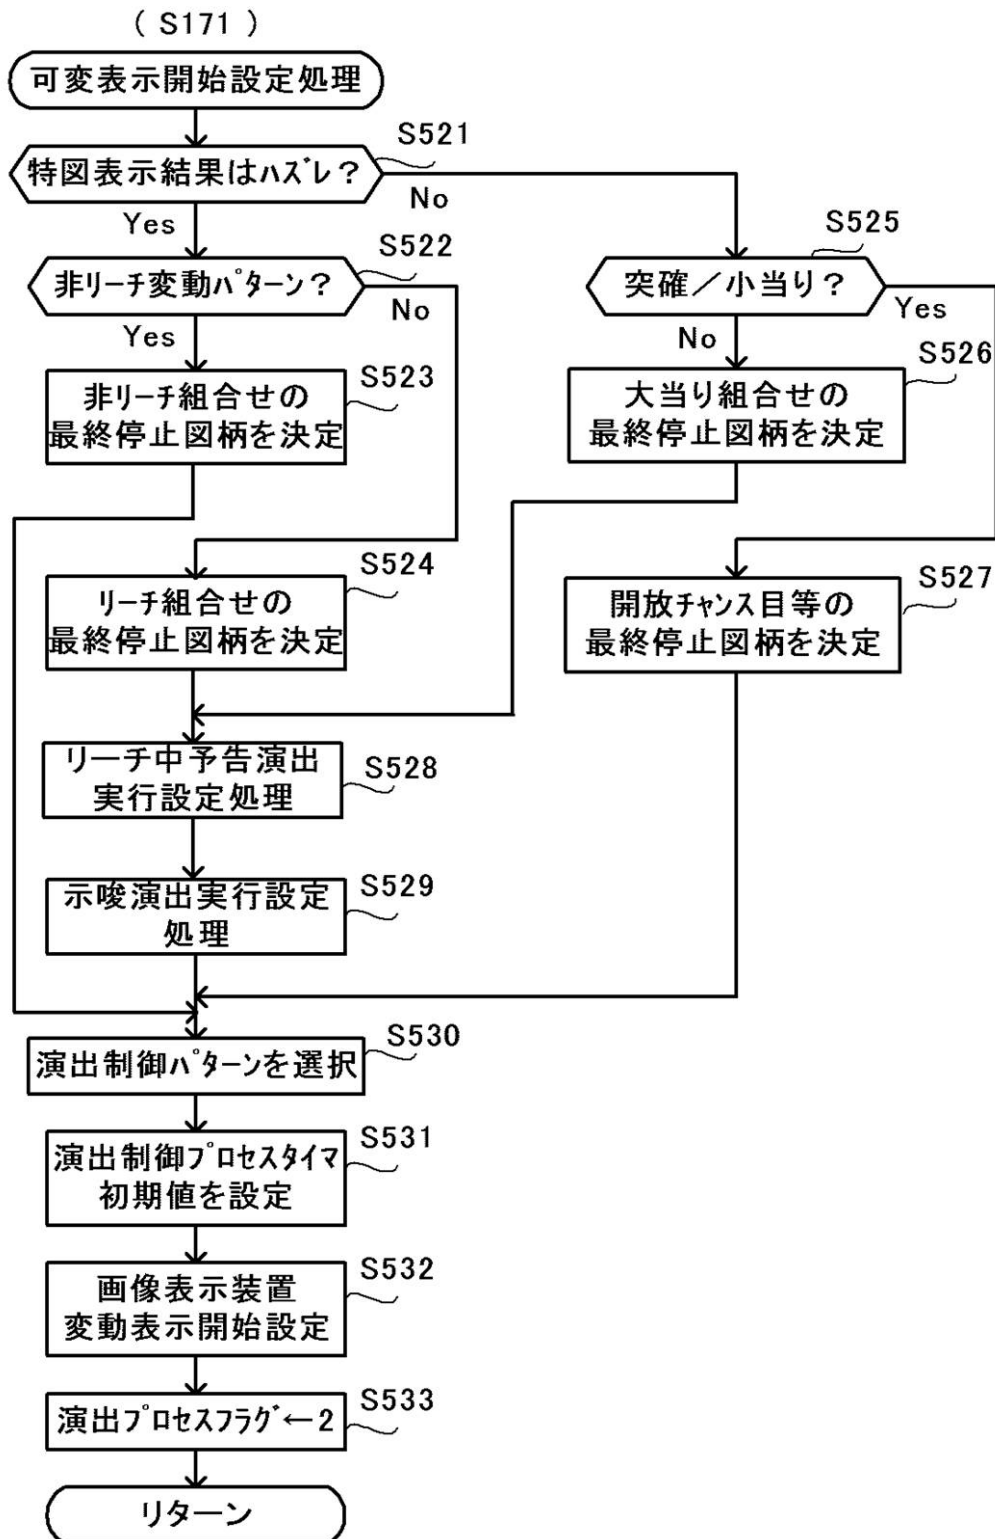 ( S171 )
可変表示開始設定処理
S521
特図表示結果はハズレ?
No
Yes
S522
非リーチ変動パターン?
No
Yes
S525
突確/小当り?
Yes
No
S523
非リーチ組合せの
最終停止図柄を決定
S526
大当り組合せの
最終停止図柄を決定
S524
リーチ組合せの
最終停止図柄を決定
S527
開放チャンス目等の
最終停止図柄を決定
S528
リーチ中予告演出
実行設定処理
S529
示唆演出実行設定
処理
S530
演出制御パターンを選択
S531
演出制御プロセスタイマ
初期値を設定
S532
画像表示装置
変動表示開始設定
S533
演出プロセスフラグ←2
リターン